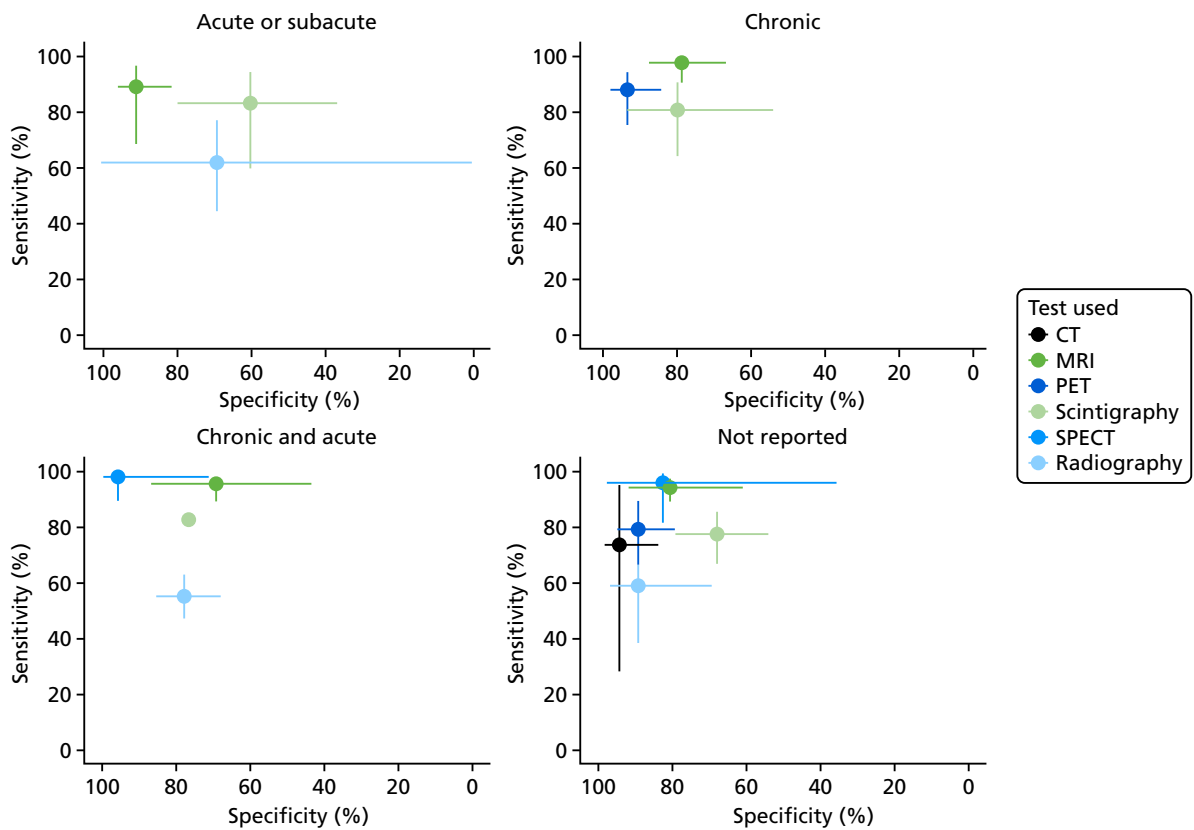 Acute or subacute
Sensitivity (%)
100
80
60
40
20
0
100 80 60 40 20 0
Specificity (%)
Chronic
Sensitivity (%)
100
80
60
40
20
0
100 80 60 40 20 0
Specificity (%)
Chronic and acute
Sensitivity (%)
100
80
60
40
20
0
100 80 60 40 20 0
Specificity (%)
Not reported
Sensitivity (%)
100
80
60
40
20
0
100 80 60 40 20 0
Specificity (%)
Test used
CT
MRI
PET
Scintigraphy
SPECT
Radiography